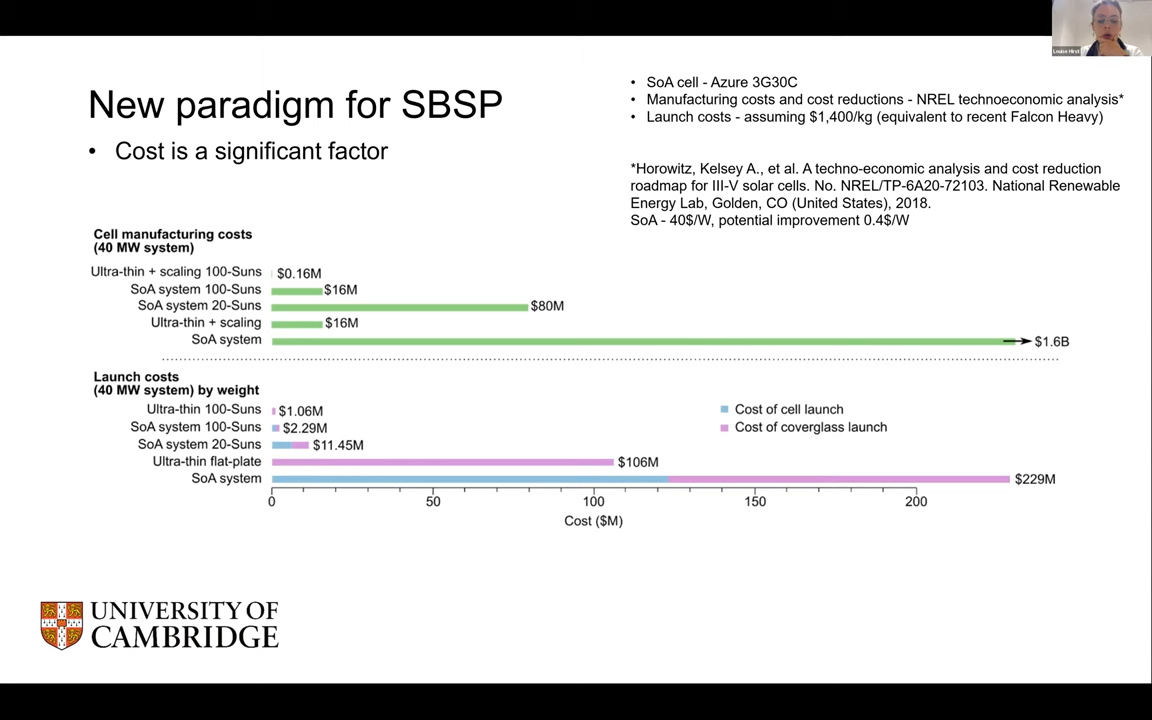 Louise Hirst
New paradigm for SBSP
• Cost is a significant factor
• SoA cell - Azure 3G30C
• Manufacturing costs and cost reductions - NREL technoeconomic analysis*
• Launch costs - assuming $1,400/kg (equivalent to recent Falcon Heavy)
*Horowitz, Kelsey A., et al. A techno-economic analysis and cost reduction
roadmap for III-V solar cells. No. NREL/TP-6A20-72103. National Renewable
Energy Lab, Golden, CO (United States), 2018.
SoA - 40$/W, potential improvement 0.4$/W
Cell manufacturing costs
(40 MW system)
Ultra-thin + scaling 100-Suns $0.16M
SoA system 100-Suns $16M
SoA system 20-Suns $80M
Ultra-thin + scaling $16M
SoA system $1.6B
Launch costs
(40 MW system) by weight
Ultra-thin 100-Suns $1.06M
SoA system 100-Suns $2.29M
SoA system 20-Suns $11.45M
Ultra-thin flat-plate $106M
SoA system $229M
Cost of cell launch
Cost of coverglass launch
0 50 100 150 200
Cost ($M)
UNIVERSITY OF
CAMBRIDGE